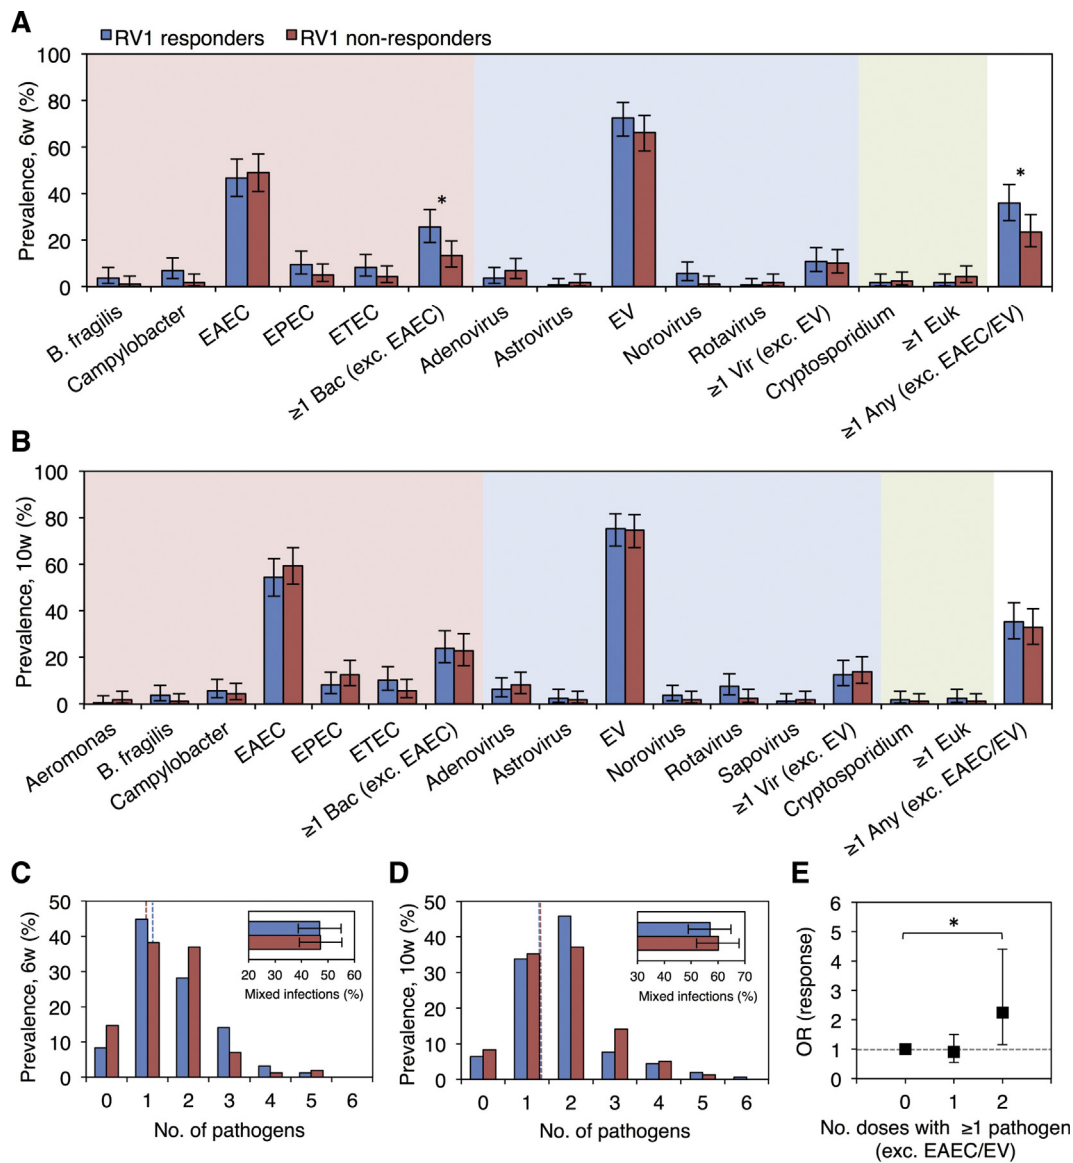 A
RV1 responders RV1 non-responders
Prevalence, 6w (%)
100
80
60
40
20
0
*
*
B. fragilis
Campylobacter
EAEC
EPEC
ETEC
≥1 Bac (exc. EAEC)
Adenovirus
Astrovirus
EV
Norovirus
Rotavirus
≥1 Vir (exc. EV)
Cryptosporidium
≥1 Euk
≥1 Any (exc. EAEC/EV)
B
Prevalence, 10w (%)
100
80
60
40
20
0
Aeromonas
B. fragilis
Campylobacter
EAEC
EPEC
ETEC
≥1 Bac (exc. EAEC)
Adenovirus
Astrovirus
EV
Norovirus
Rotavirus
Sapovirus
≥1 Vir (exc. EV)
Cryptosporidium
≥1 Euk
≥1 Any (exc. EAEC/EV)
C
Prevalence, 6w (%)
50
40
30
20
10
0
20 30 40 50 60
Mixed infections (%)
0 1 2 3 4 5 6
No. of pathogens
D
Prevalence, 10w (%)
50
40
30
20
10
0
30 40 50 60 70
Mixed infections (%)
0 1 2 3 4 5 6
No. of pathogens
E
OR (response)
6
5
4
3
2
1
0
*
0 1 2
No. doses with ≥1 pathogen
(exc. EAEC/EV)